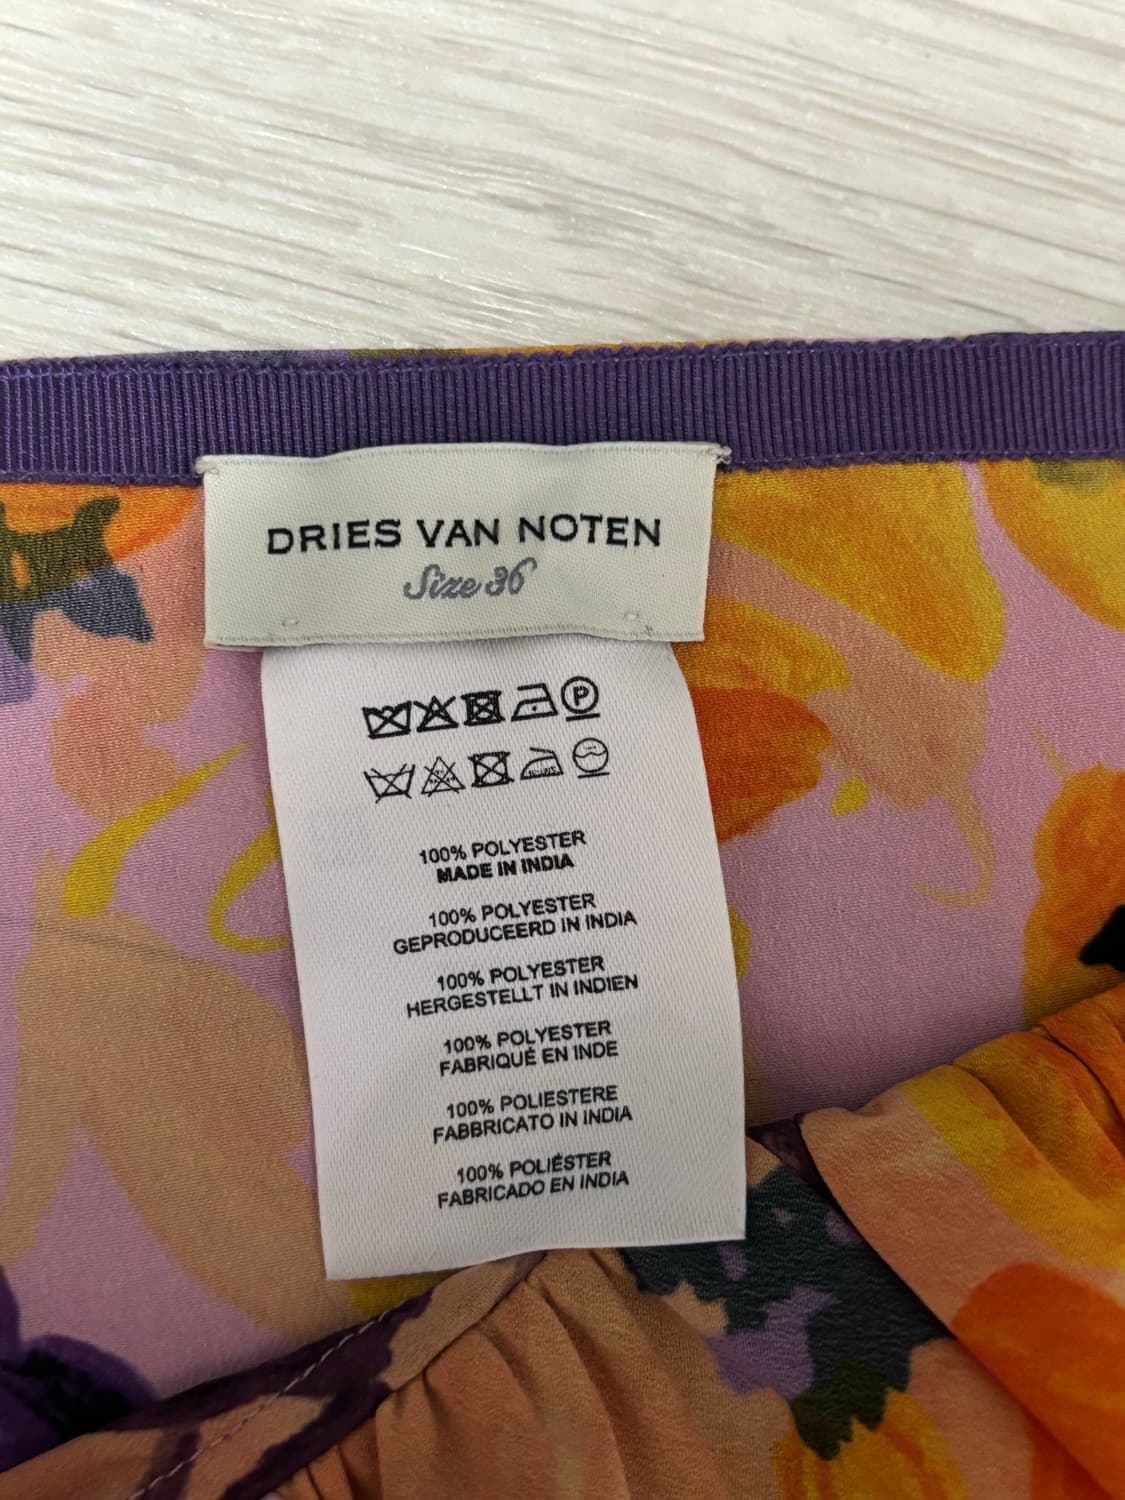 DRIES VAN NOTEN
Size 36
P
100% POLYESTER
MADE IN INDIA
100% POLYESTER
GEPRODUCEERD IN INDIA
100% POLYESTER
HERGESTELLT IN INDIEN
100% POLYESTER
FABRIQUÉ EN INDE
100% POLIESTERE
FABBRICATO IN INDIA
100% POLIÉSTER
FABRICADO EN INDIA